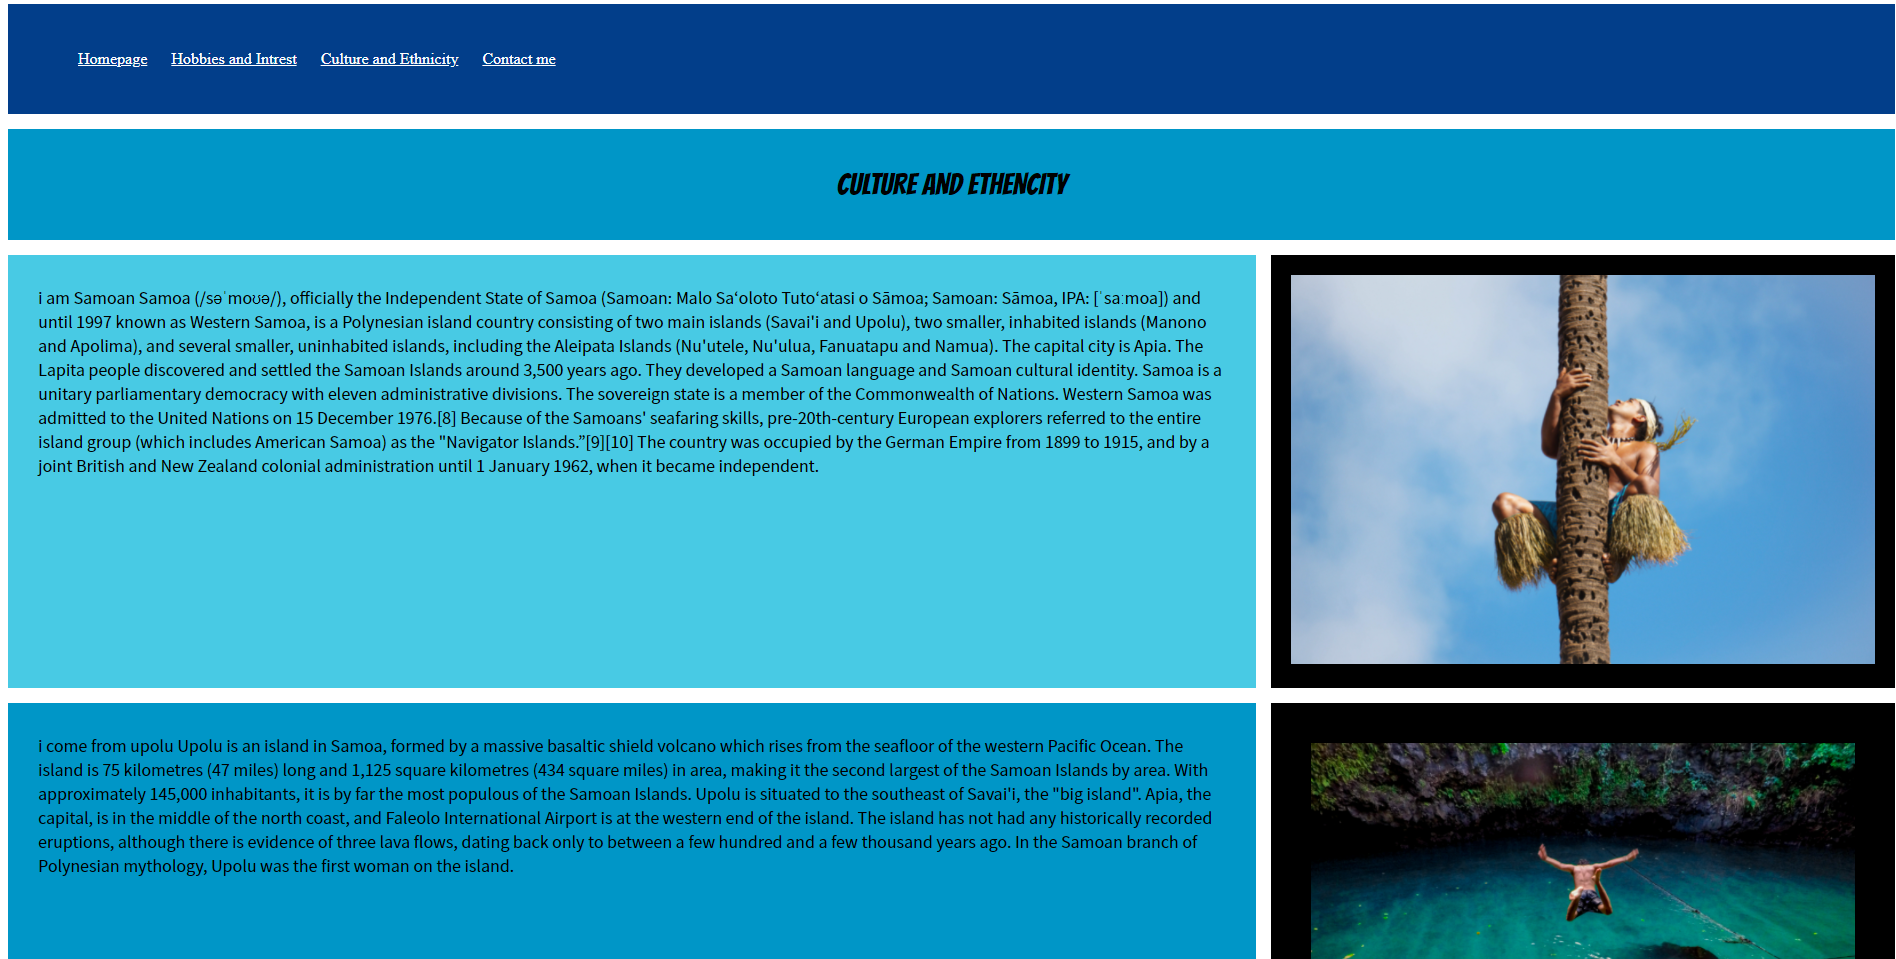 Homepage Hobbies and Intrest Culture and Ethnicity Contact me
CULTURE AND ETHENCITY
i am Samoan Samoa (/səˈmoʊə/), officially the Independent State of Samoa (Samoan: Malo Saʻoloto Tutoʻatasi o Sāmoa; Samoan: Sāmoa, IPA: [ˈsaːmoa]) and
until 1997 known as Western Samoa, is a Polynesian island country consisting of two main islands (Savai'i and Upolu), two smaller, inhabited islands (Manono
and Apolima), and several smaller, uninhabited islands, including the Aleipata Islands (Nu'utele, Nu'ulua, Fanuatapu and Namua). The capital city is Apia. The
Lapita people discovered and settled the Samoan Islands around 3,500 years ago. They developed a Samoan language and Samoan cultural identity. Samoa is a
unitary parliamentary democracy with eleven administrative divisions. The sovereign state is a member of the Commonwealth of Nations. Western Samoa was
admitted to the United Nations on 15 December 1976.[8] Because of the Samoans' seafaring skills, pre-20th-century European explorers referred to the entire
island group (which includes American Samoa) as the "Navigator Islands.”[9][10] The country was occupied by the German Empire from 1899 to 1915, and by a
joint British and New Zealand colonial administration until 1 January 1962, when it became independent.
i come from upolu Upolu is an island in Samoa, formed by a massive basaltic shield volcano which rises from the seafloor of the western Pacific Ocean. The
island is 75 kilometres (47 miles) long and 1,125 square kilometres (434 square miles) in area, making it the second largest of the Samoan Islands by area. With
approximately 145,000 inhabitants, it is by far the most populous of the Samoan Islands. Upolu is situated to the southeast of Savai'i, the "big island". Apia, the
capital, is in the middle of the north coast, and Faleolo International Airport is at the western end of the island. The island has not had any historically recorded
eruptions, although there is evidence of three lava flows, dating back only to between a few hundred and a few thousand years ago. In the Samoan branch of
Polynesian mythology, Upolu was the first woman on the island.